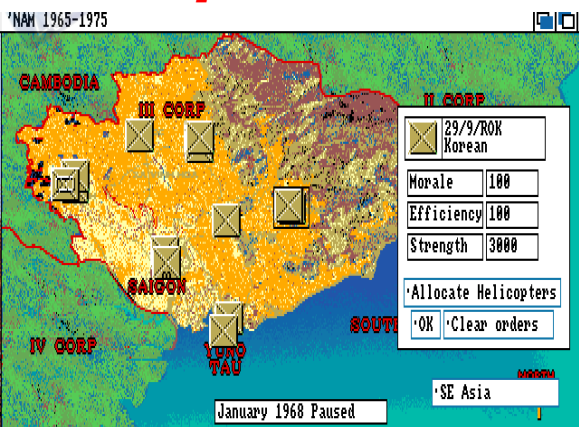 'NAM 1965-1975
CAMBODIA
III CORP
II CORP
29/9/ROK
Korean
Morale 100
Efficiency 100
Strength 3000
·Allocate Helicopters
·OK ·Clear orders
SAIGON
SOUT
IV CORP
TAU
·SE Asia
January 1968 Paused